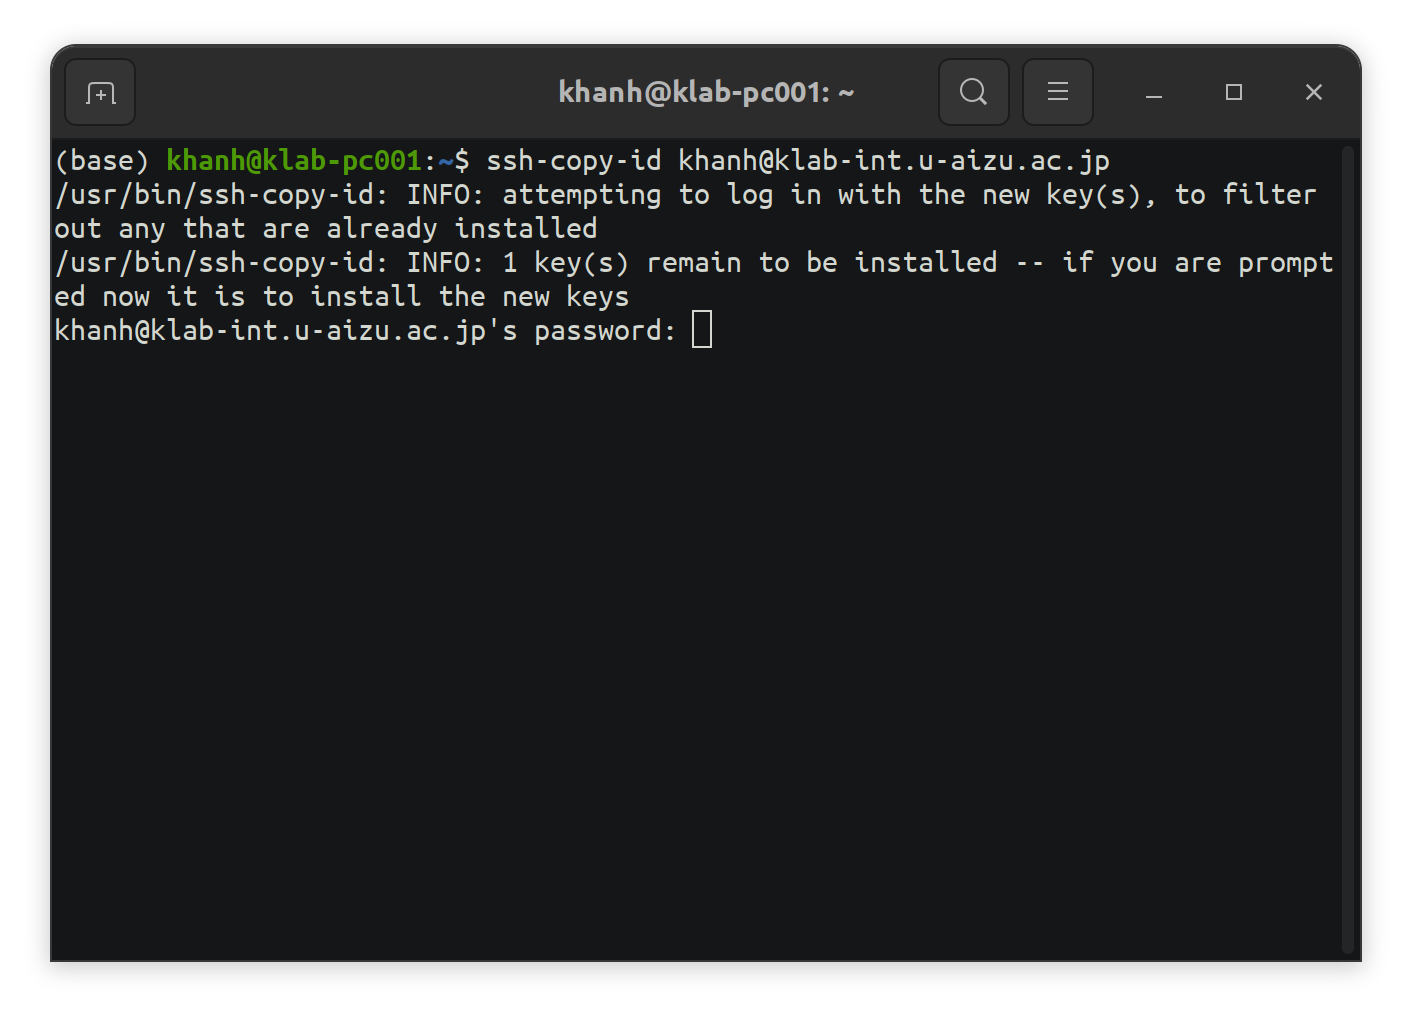 khanh@klab-pc001: ~
(base) khanh@klab-pc001:~$ ssh-copy-id khanh@klab-int.u-aizu.ac.jp
/usr/bin/ssh-copy-id: INFO: attempting to log in with the new key(s), to filter
out any that are already installed
/usr/bin/ssh-copy-id: INFO: 1 key(s) remain to be installed -- if you are prompt
ed now it is to install the new keys
khanh@klab-int.u-aizu.ac.jp's password: